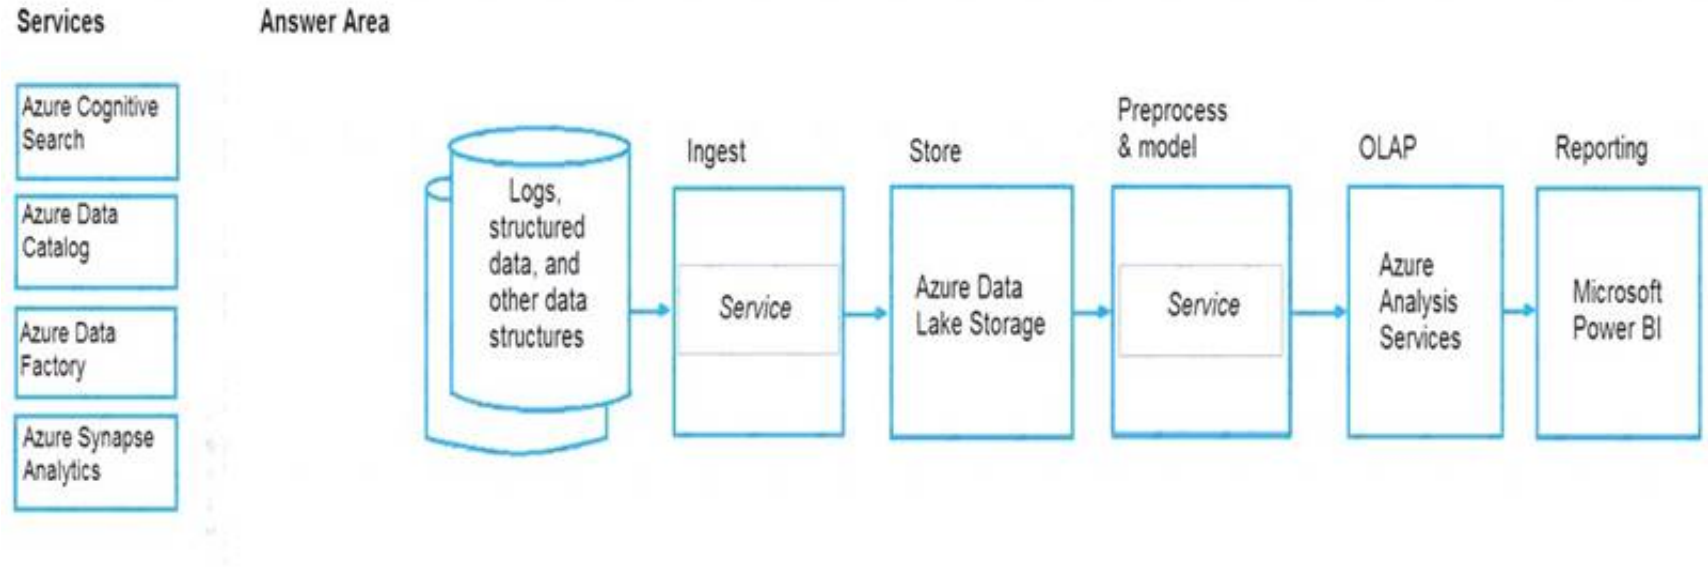 Services
Answer Area
Azure Cognitive
Search
Azure Data
Catalog
Azure Data
Factory
Azure Synapse
Analytics
Logs,
structured
data, and
other data
structures
Ingest
Service
Store
Azure Data
Lake Storage
Preprocess
& model
Service
OLAP
Azure
Analysis
Services
Reporting
Microsoft
Power BI